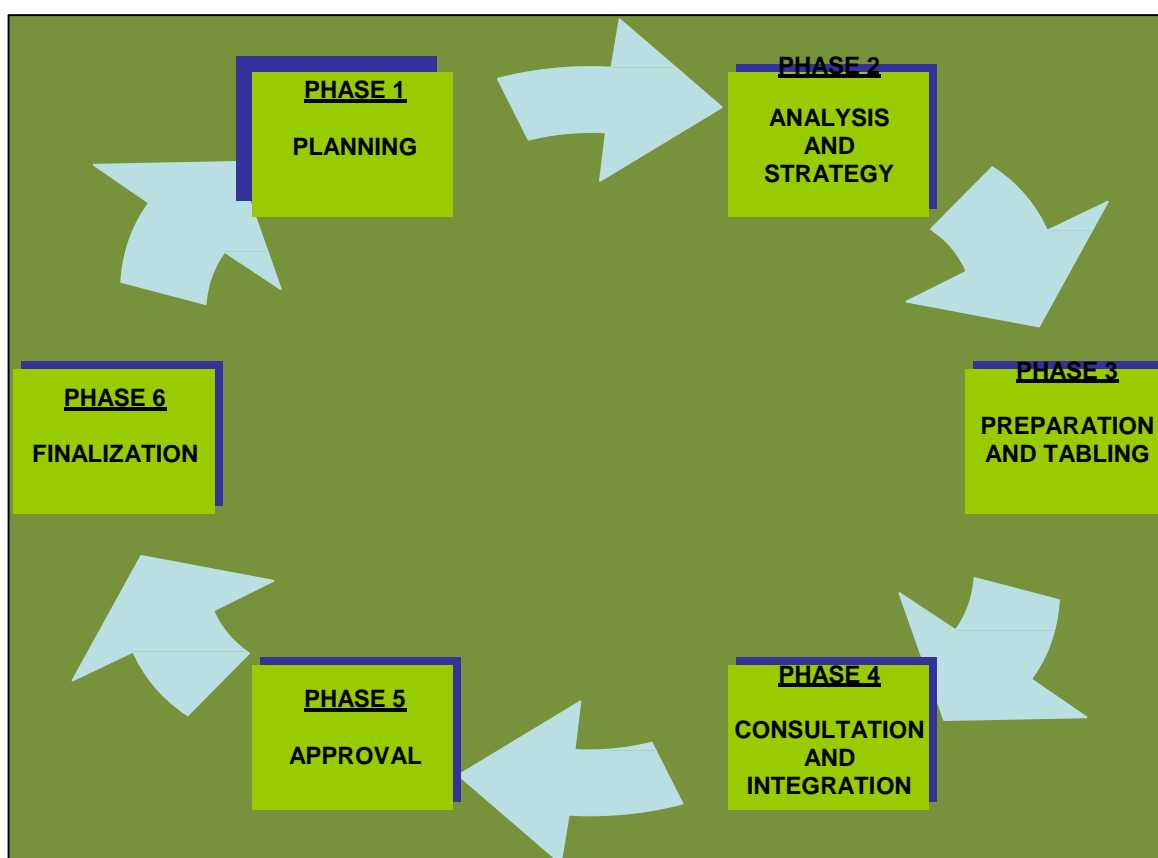 PHASE 1
PLANNING
PHASE 2
ANALYSIS
AND
STRATEGY
PHASE 3
PREPARATION
AND TABLING
PHASE 4
CONSULTATION
AND
INTEGRATION
PHASE 5
APPROVAL
PHASE 6
FINALIZATION